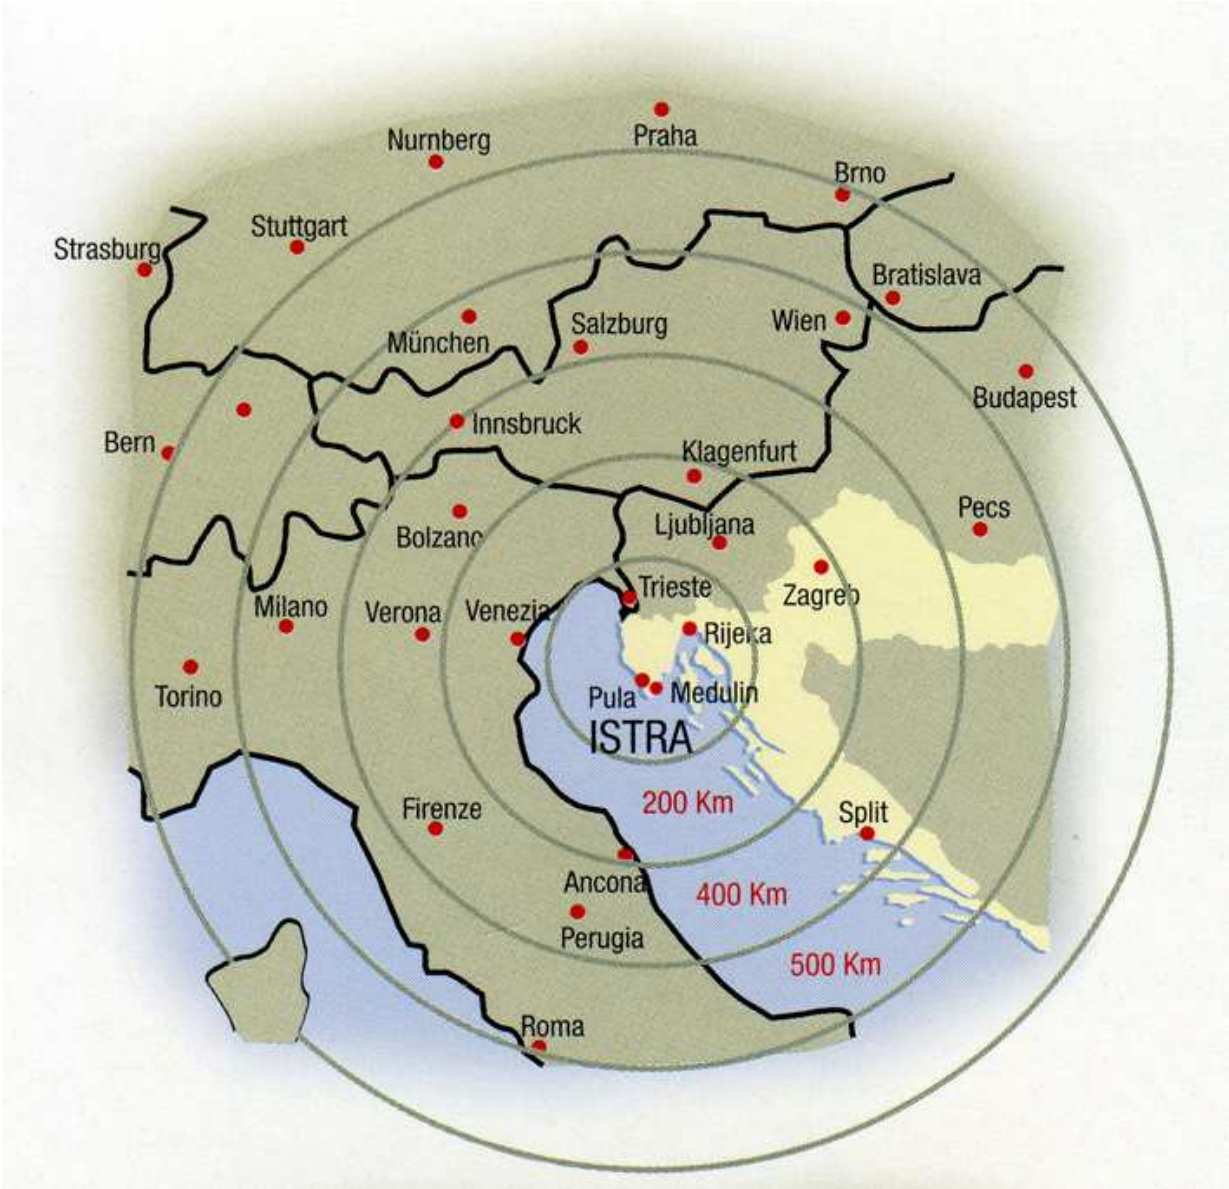 Praha
Nurnberg
Brno
Stuttgart
Strasburg
Bratislava
Wien
Salzburg
München
Budapest
Innsbruck
Bern
Klagenfurt
Pecs
Ljubljana
Bolzano
Trieste
Zagreb
Milano
Verona
Venezia
Rijeka
Torino
Pula
Medulin
ISTRA
200 Km
Firenze
Split
Ancona
400 Km
Perugia
500 Km
Roma